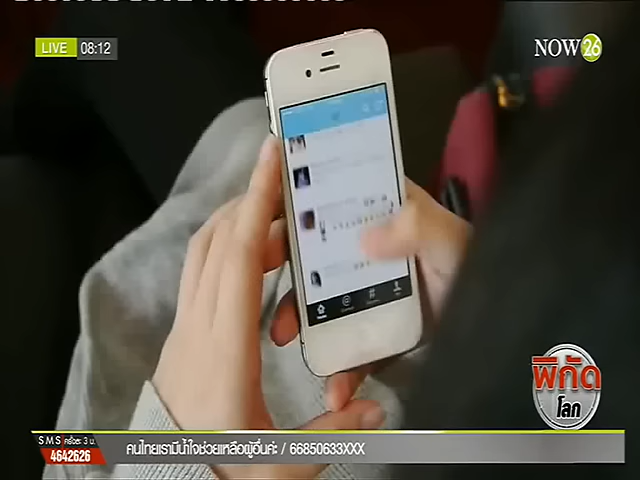 LIVE 08:12
NOW26
พิกัด
โลก
SMS ครั้งละ 3 บ.
4642626
คนไทยเรามีน้ำใจช่วยเหลือผู้อื่นค่ะ / 66850633XXX